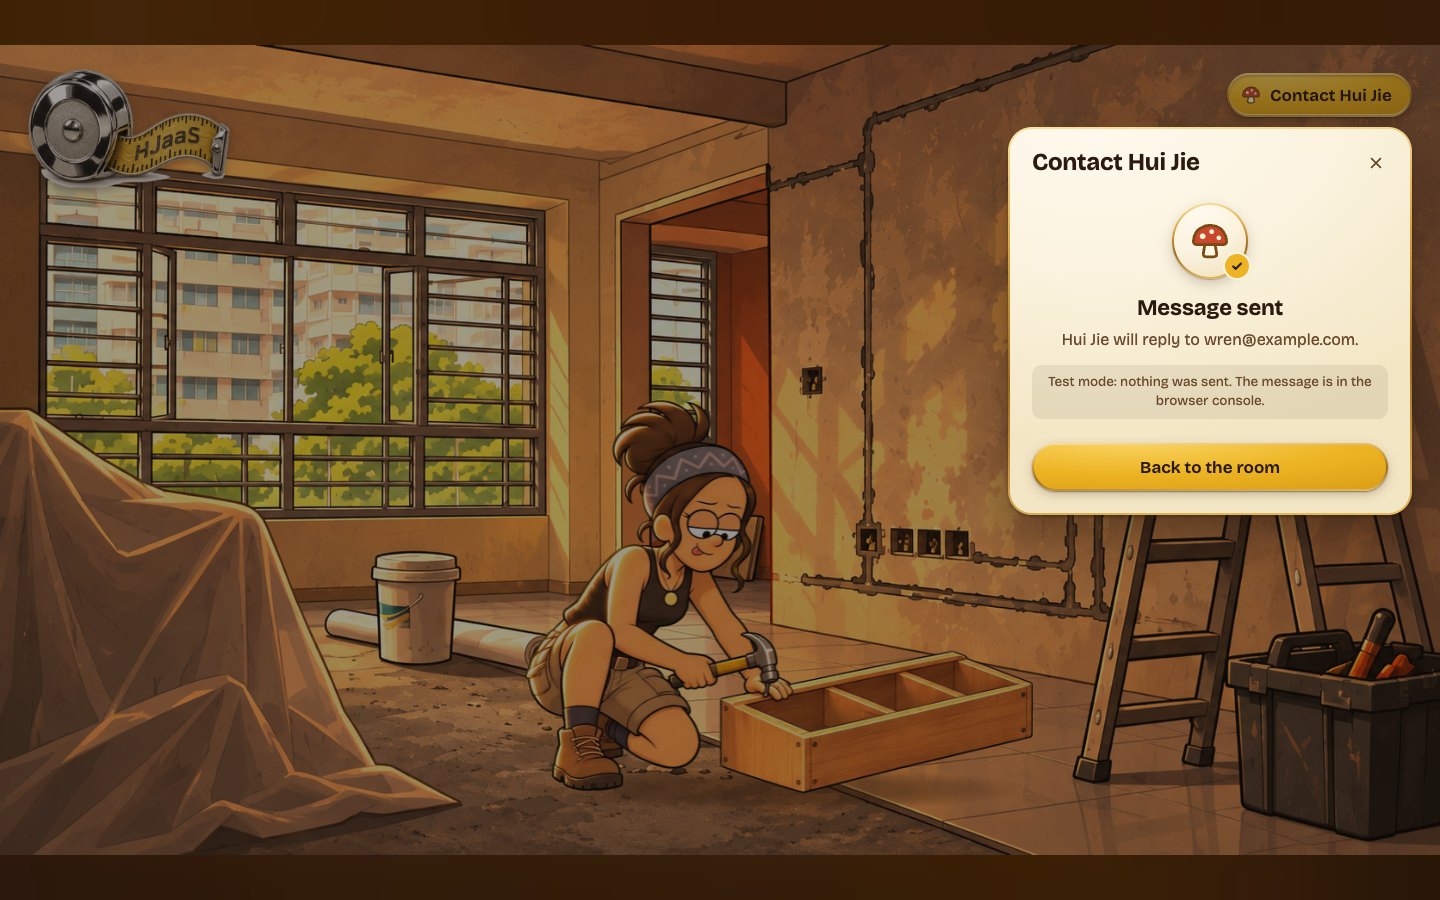 HJaaS
Contact Hui Jie
Contact Hui Jie
Message sent
Hui Jie will reply to wren@example.com.
Test mode: nothing was sent. The message is in the
browser console.
Back to the room